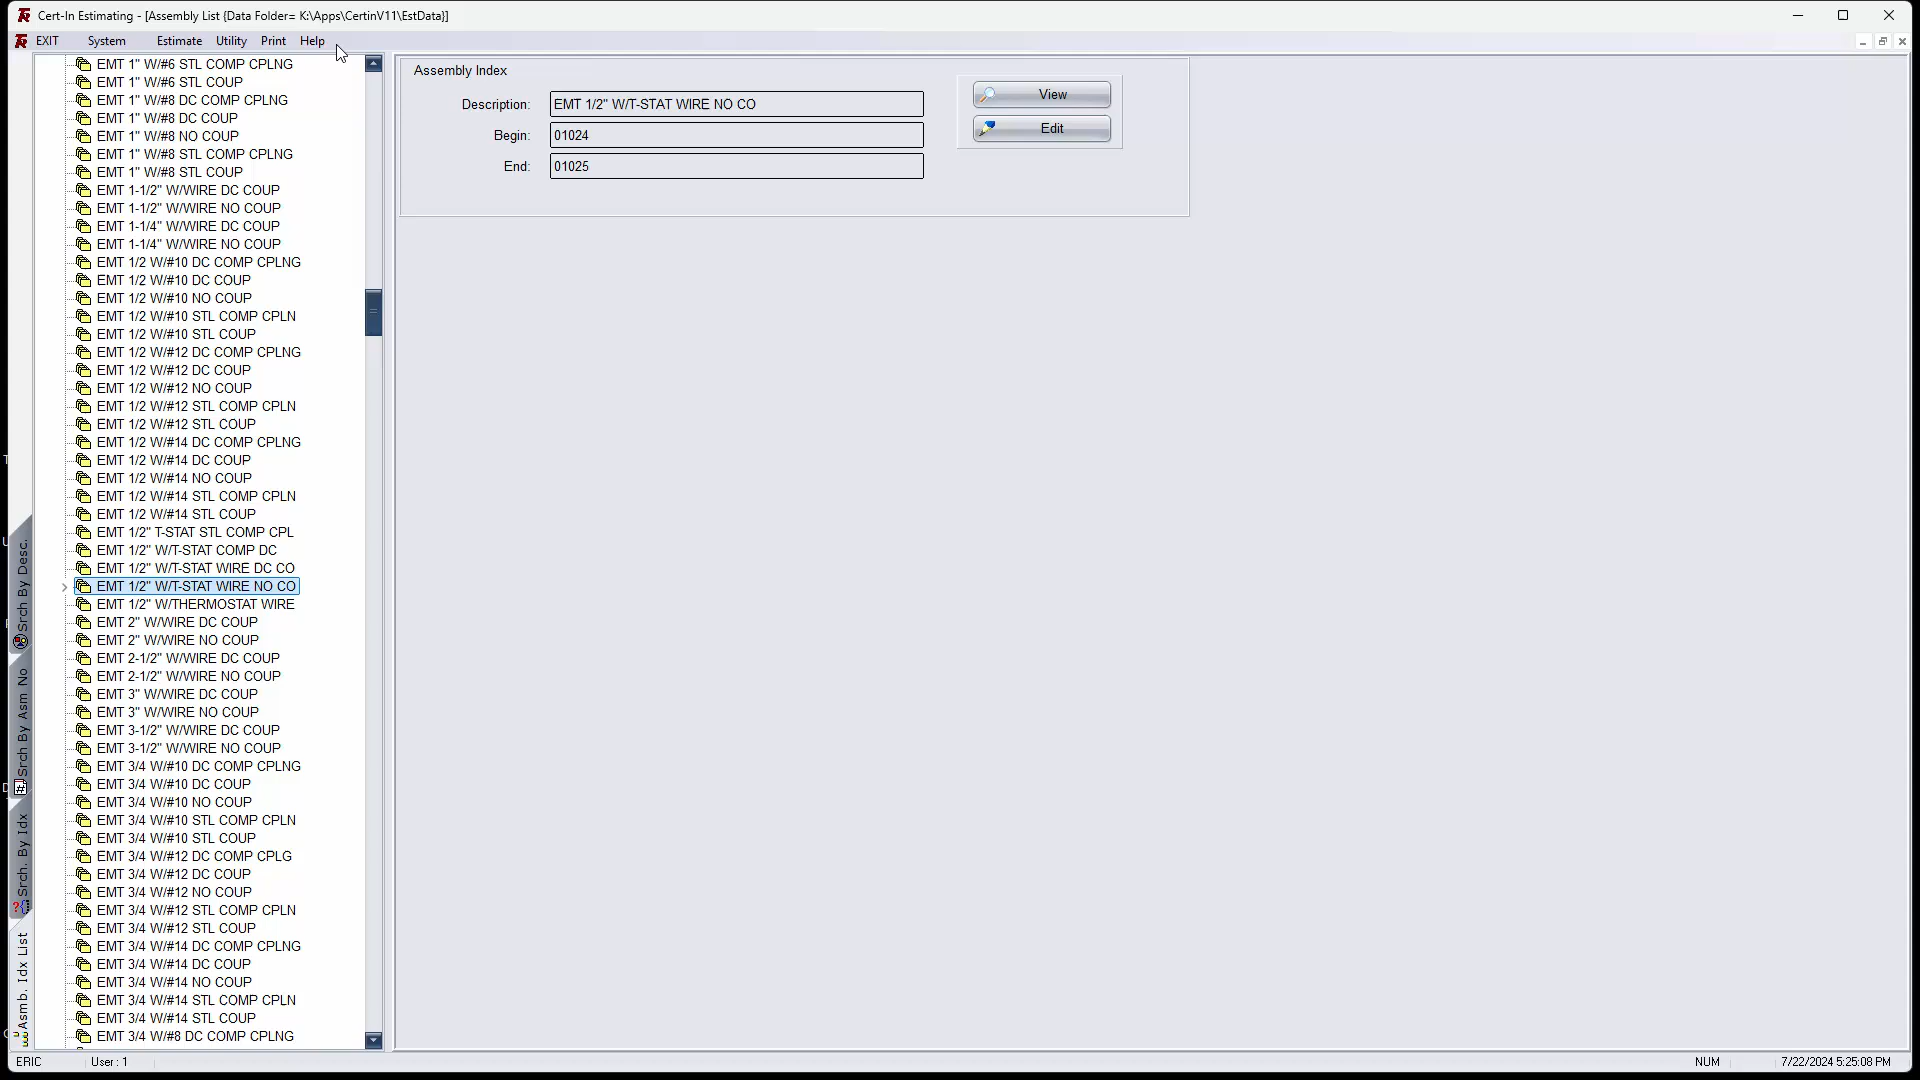 Cert-In Estimating - [Assembly List {Data Folder= K:\Apps\CertinV11\EstData}]
EXIT System Estimate Utility Print Help
EMT 1" W/#6 STL COMP CPLNG
EMT 1" W/#6 STL COUP
EMT 1" W/#8 DC COMP CPLNG
EMT 1" W/#8 DC COUP
EMT 1" W/#8 NO COUP
EMT 1" W/#8 STL COMP CPLNG
EMT 1" W/#8 STL COUP
EMT 1-1/2" W/WIRE DC COUP
EMT 1-1/2" W/WIRE NO COUP
EMT 1-1/4" W/WIRE DC COUP
EMT 1-1/4" W/WIRE NO COUP
EMT 1/2 W/#10 DC COMP CPLNG
EMT 1/2 W/#10 DC COUP
EMT 1/2 W/#10 NO COUP
EMT 1/2 W/#10 STL COMP CPLN
EMT 1/2 W/#10 STL COUP
EMT 1/2 W/#12 DC COMP CPLNG
EMT 1/2 W/#12 DC COUP
EMT 1/2 W/#12 NO COUP
EMT 1/2 W/#12 STL COMP CPLN
EMT 1/2 W/#12 STL COUP
EMT 1/2 W/#14 DC COMP CPLNG
EMT 1/2 W/#14 DC COUP
EMT 1/2 W/#14 NO COUP
EMT 1/2 W/#14 STL COMP CPLN
EMT 1/2 W/#14 STL COUP
EMT 1/2" T-STAT STL COMP CPL
EMT 1/2" W/T-STAT COMP DC
EMT 1/2" W/T-STAT WIRE DC CO
EMT 1/2" W/T-STAT WIRE NO CO
EMT 1/2" W/THERMOSTAT WIRE
EMT 2" W/WIRE DC COUP
EMT 2" W/WIRE NO COUP
EMT 2-1/2" W/WIRE DC COUP
EMT 2-1/2" W/WIRE NO COUP
EMT 3" W/WIRE DC COUP
EMT 3" W/WIRE NO COUP
EMT 3-1/2" W/WIRE DC COUP
EMT 3-1/2" W/WIRE NO COUP
EMT 3/4 W/#10 DC COMP CPLNG
EMT 3/4 W/#10 DC COUP
EMT 3/4 W/#10 NO COUP
EMT 3/4 W/#10 STL COMP CPLN
EMT 3/4 W/#10 STL COUP
EMT 3/4 W/#12 DC COMP CPLG
EMT 3/4 W/#12 DC COUP
EMT 3/4 W/#12 NO COUP
EMT 3/4 W/#12 STL COMP CPLN
EMT 3/4 W/#12 STL COUP
EMT 3/4 W/#14 DC COMP CPLNG
EMT 3/4 W/#14 DC COUP
EMT 3/4 W/#14 NO COUP
EMT 3/4 W/#14 STL COMP CPLN
EMT 3/4 W/#14 STL COUP
EMT 3/4 W/#8 DC COMP CPLNG
Srch By Desc.
Srch By Asm No
Srch. By Idx
Asmb. Idx List
Assembly Index
Description: EMT 1/2" W/T-STAT WIRE NO CO
Begin: 01024
End: 01025
View
Edit
ERIC User : 1 NUM 7/22/2024 5:25:08 PM